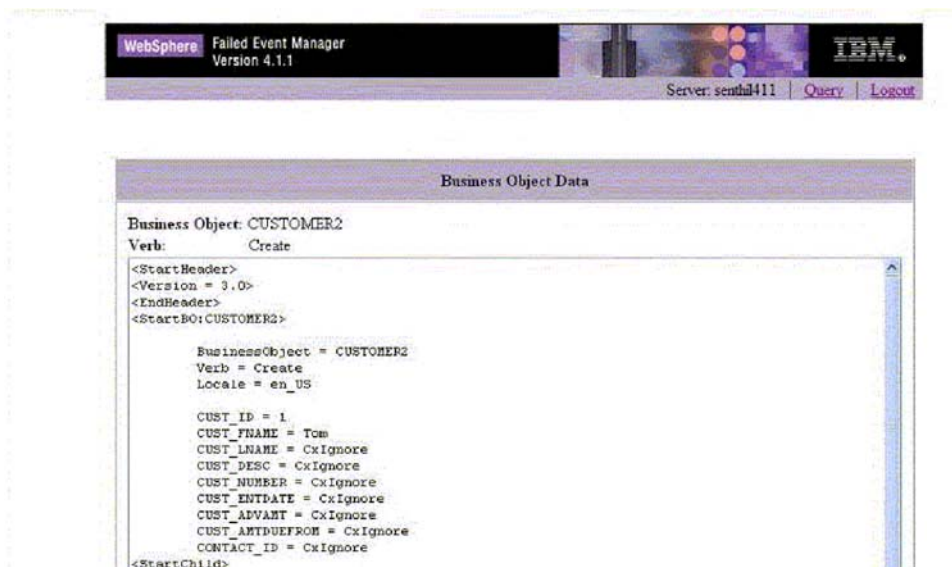 WebSphere Failed Event Manager
Version 4.1.1
IBM
Server: senthil411 | Query | Logout
Business Object Data
Business Object: CUSTOMER2
Verb: Create
<StartHeader>
<Version = 3.0>
<EndHeader>
<StartBO:CUSTOMER2>
BusinessObject = CUSTOMER2
Verb = Create
Locale = en_US
CUST_ID = 1
CUST_FNAME = Tom
CUST_LNAME = CxIgnore
CUST_DESC = CxIgnore
CUST_NUMBER = CxIgnore
CUST_ENTDATE = CxIgnore
CUST_ADVAMT = CxIgnore
CUST_AMTDUEFROM = CxIgnore
CONTACT_ID = CxIgnore
<StartChild>